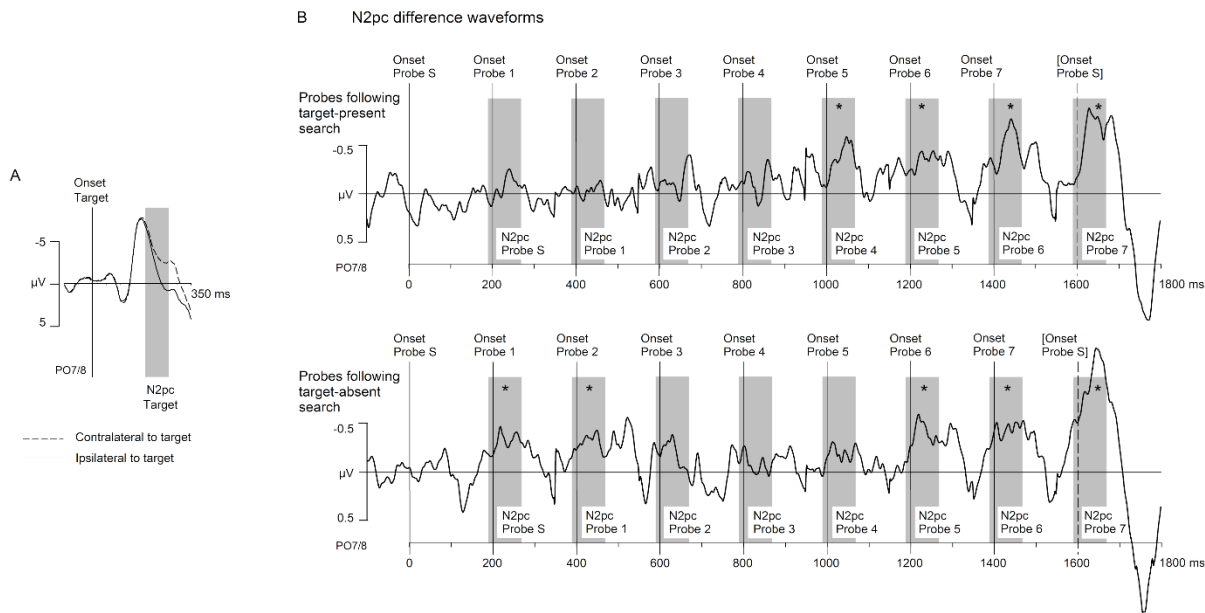 A
Onset
Target
-5
µV
5
350 ms
PO7/8
N2pc
Target
Contralateral to target
Ipsilateral to target
B N2pc difference waveforms
Onset
Probe S
Onset
Probe 1
Onset
Probe 2
Onset
Probe 3
Onset
Probe 4
Onset
Probe 5
Onset
Probe 6
Onset
Probe 7
[Onset
Probe S]
Probes following
target-present
search
* * * *
-0.5
µV
0.5
N2pc
Probe S
N2pc
Probe 1
N2pc
Probe 2
N2pc
Probe 3
N2pc
Probe 4
N2pc
Probe 5
N2pc
Probe 6
N2pc
Probe 7
PO7/8
0 200 400 600 800 1000 1200 1400 1600 1800 ms
Onset
Probe S
Onset
Probe 1
Onset
Probe 2
Onset
Probe 3
Onset
Probe 4
Onset
Probe 5
Onset
Probe 6
Onset
Probe 7
[Onset
Probe S]
Probes following
target-absent
search
* * * * *
-0.5
µV
0.5
N2pc
Probe S
N2pc
Probe 1
N2pc
Probe 2
N2pc
Probe 3
N2pc
Probe 4
N2pc
Probe 5
N2pc
Probe 6
N2pc
Probe 7
PO7/8
0 200 400 600 800 1000 1200 1400 1600 1800 ms